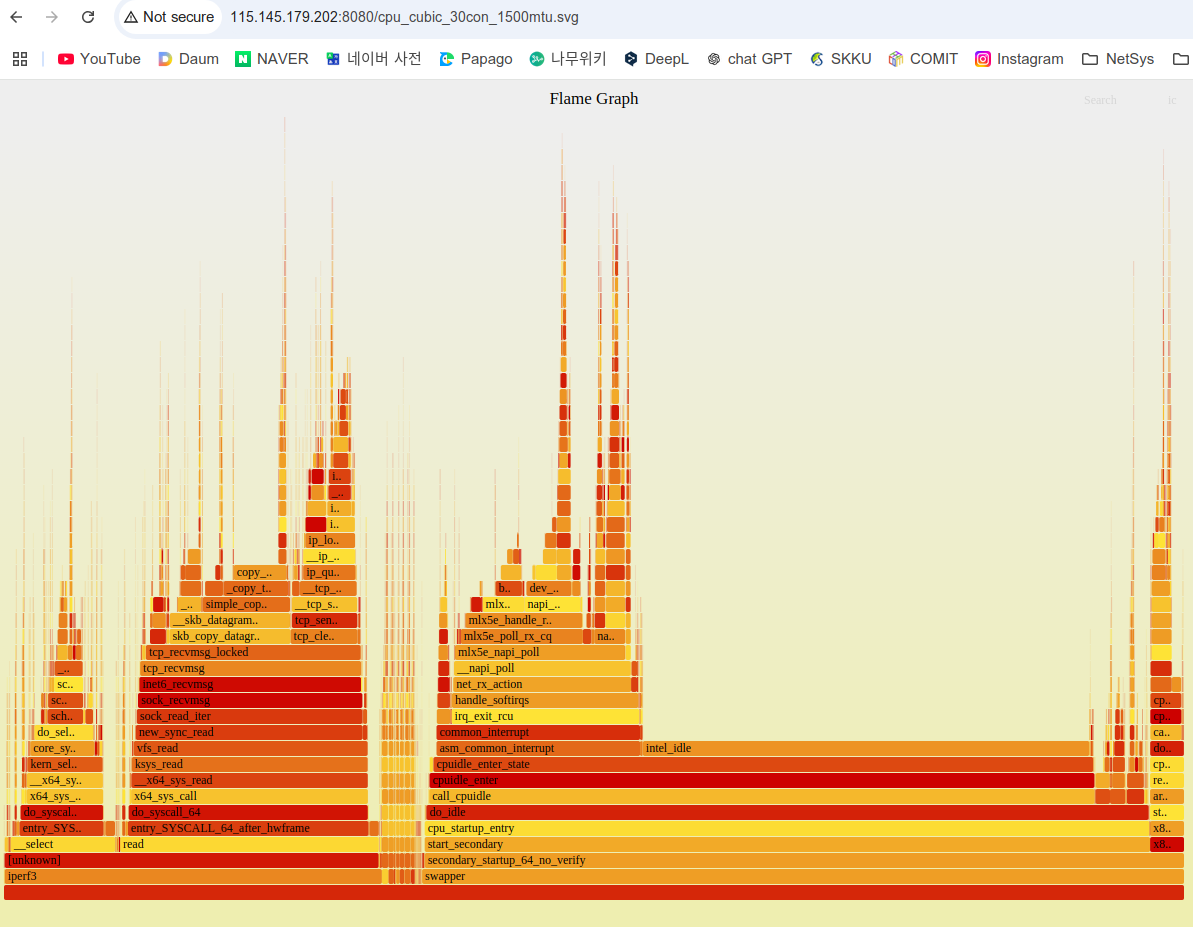 Not secure 115.145.179.202:8080/cpu_cubic_30con_1500mtu.svg
YouTube Daum NAVER 네이버 사전 Papago 나무위키 DeepL chat GPT SKKU COMIT Instagram NetSys
Flame Graph
Search ic
i..
_..
i..
i..
ip_lo..
__ip_..
copy_.. ip_qu..
_copy_t.. __tcp_.. b.. dev_..
_.. simple_cop.. __tcp_s.. mlx.. napi_..
__skb_datagram.. tcp_sen.. mlx5e_handle_r..
skb_copy_datagr.. tcp_cle.. mlx5e_poll_rx_cq na..
tcp_recvmsg_locked mlx5e_napi_poll
_.. tcp_recvmsg __napi_poll
sc.. inet6_recvmsg net_rx_action
sc.. sock_recvmsg handle_softirqs cp..
sch.. sock_read_iter irq_exit_rcu cp..
do_sel.. new_sync_read common_interrupt ca..
core_sy.. vfs_read asm_common_interrupt intel_idle do..
kern_sel.. ksys_read cpuidle_enter_state cp..
__x64_sy.. __x64_sys_read cpuidle_enter re..
x64_sys_.. x64_sys_call call_cpuidle ar..
do_syscal.. do_syscall_64 do_idle st..
entry_SYS.. entry_SYSCALL_64_after_hwframe cpu_startup_entry x8..
__select read start_secondary x8..
[unknown] secondary_startup_64_no_verify
iperf3 swapper